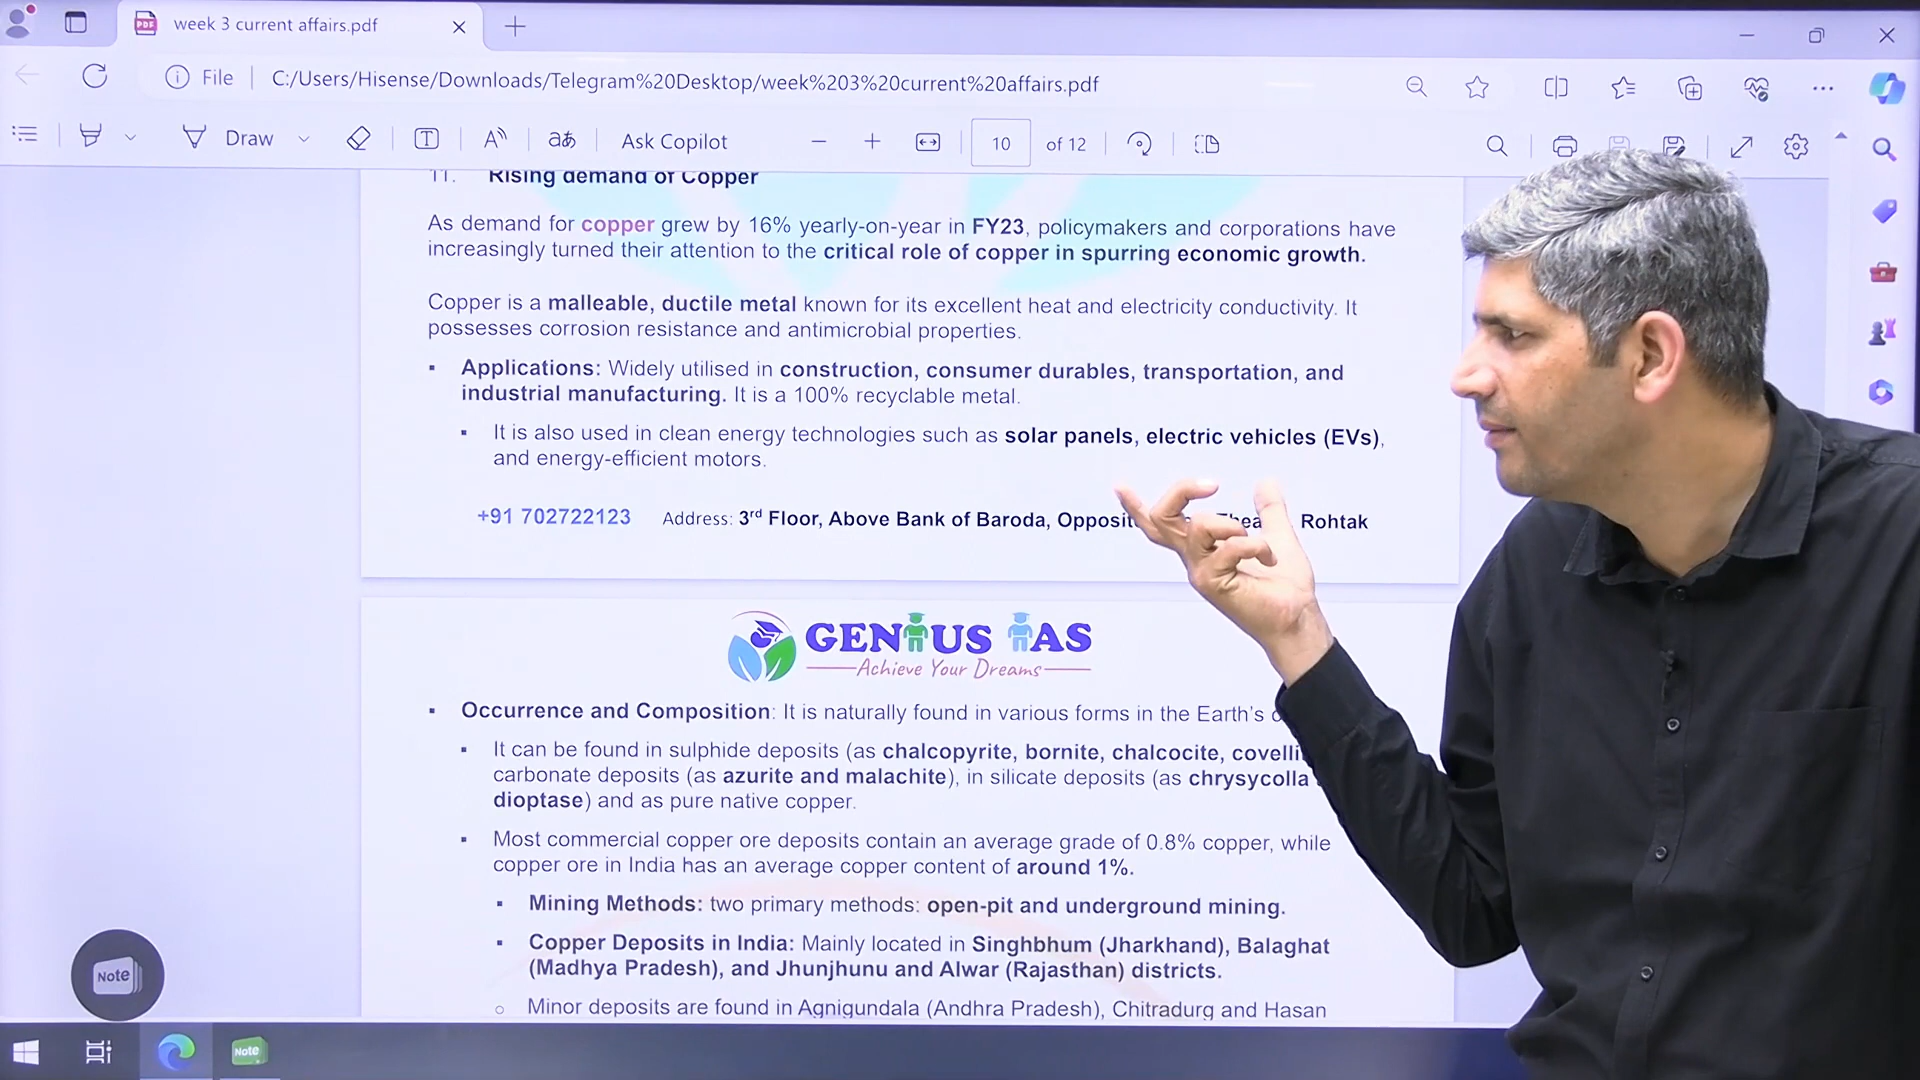 week 3 current affairs.pdf
File
C:/Users/Hisense/Downloads/Telegram%20Desktop/week%203%20current%20affairs.pdf
Draw
Ask Copilot
10 of 12
11. Rising demand of Copper
As demand for copper grew by 16% yearly-on-year in FY23, policymakers and corporations have
increasingly turned their attention to the critical role of copper in spurring economic growth.
Copper is a malleable, ductile metal known for its excellent heat and electricity conductivity. It
possesses corrosion resistance and antimicrobial properties.
▪ Applications: Widely utilised in construction, consumer durables, transportation, and
industrial manufacturing. It is a 100% recyclable metal.
▪ It is also used in clean energy technologies such as solar panels, electric vehicles (EVs),
and energy-efficient motors.
+91 702722123 Address: 3rd Floor, Above Bank of Baroda, Rohtak
GENIUS IAS
Achieve Your Dreams
▪ Occurrence and Composition: It is naturally found in various forms in the Earth's
▪ It can be found in sulphide deposits (as chalcopyrite, bornite, chalcocite,
carbonate deposits (as azurite and malachite), in silicate deposits (as chrysycolla
dioptase) and as pure native copper.
▪ Most commercial copper ore deposits contain an average grade of 0.8% copper, while
copper ore in India has an average copper content of around 1%.
▪ Mining Methods: two primary methods: open-pit and underground mining.
▪ Copper Deposits in India: Mainly located in Singhbhum (Jharkhand), Balaghat
(Madhya Pradesh), and Jhunjhunu and Alwar (Rajasthan) districts.
○ Minor deposits are found in Agnigundala (Andhra Pradesh), Chitradurg and Hasan
Note
Note